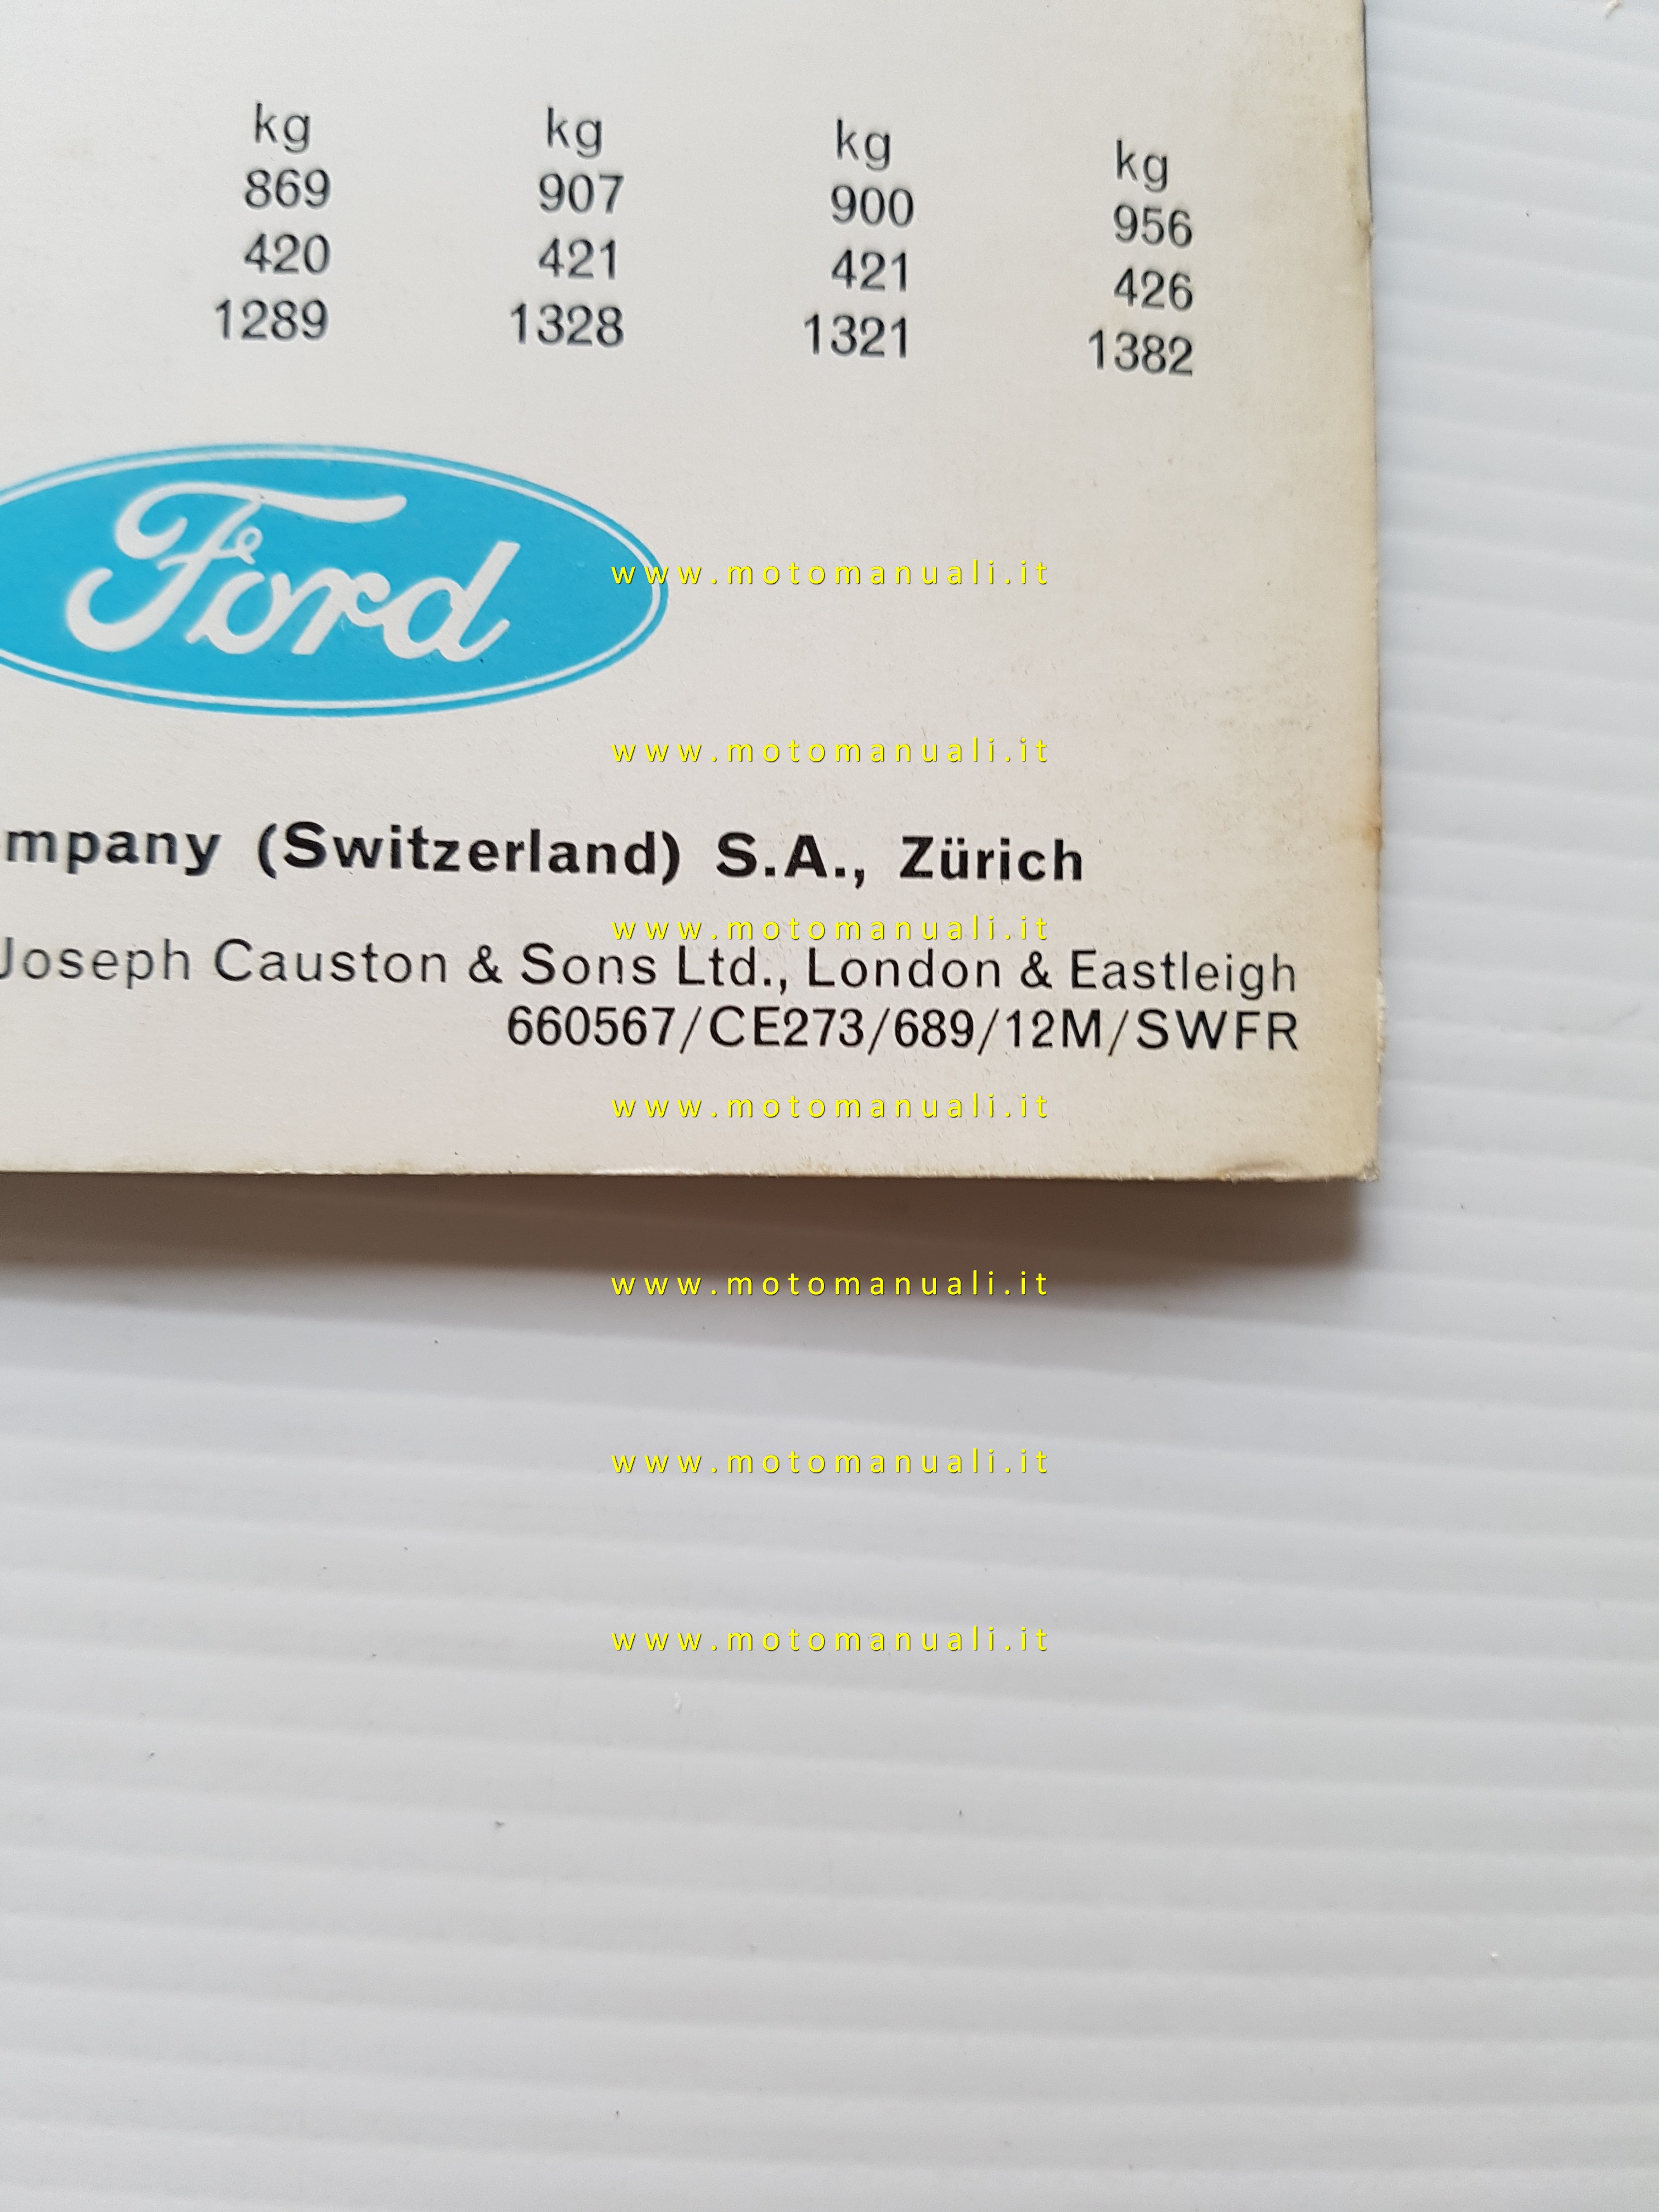 kg kg kg kg
869 907 900 956
420 421 421 426
1289 1328 1321 1382
Ford
www.motomanuali.it
www.motomanuali.it
mpany (Switzerland) S.A., Zürich
www.motomanuali.it
Joseph Causton & Sons Ltd., London & Eastleigh
660567/CE273/689/12M/SWFR
www.motomanuali.it
www.motomanuali.it
www.motomanuali.it
www.motomanuali.it